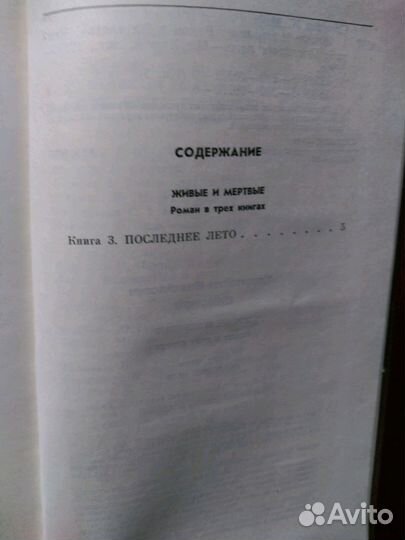 СОДЕРЖАНИЕ
ЖИВЫЕ И МЕРТВЫЕ
Роман в трех книгах
Книга 3. ПОСЛЕДНЕЕ ЛЕТО . . . . . . . . 5
Avito